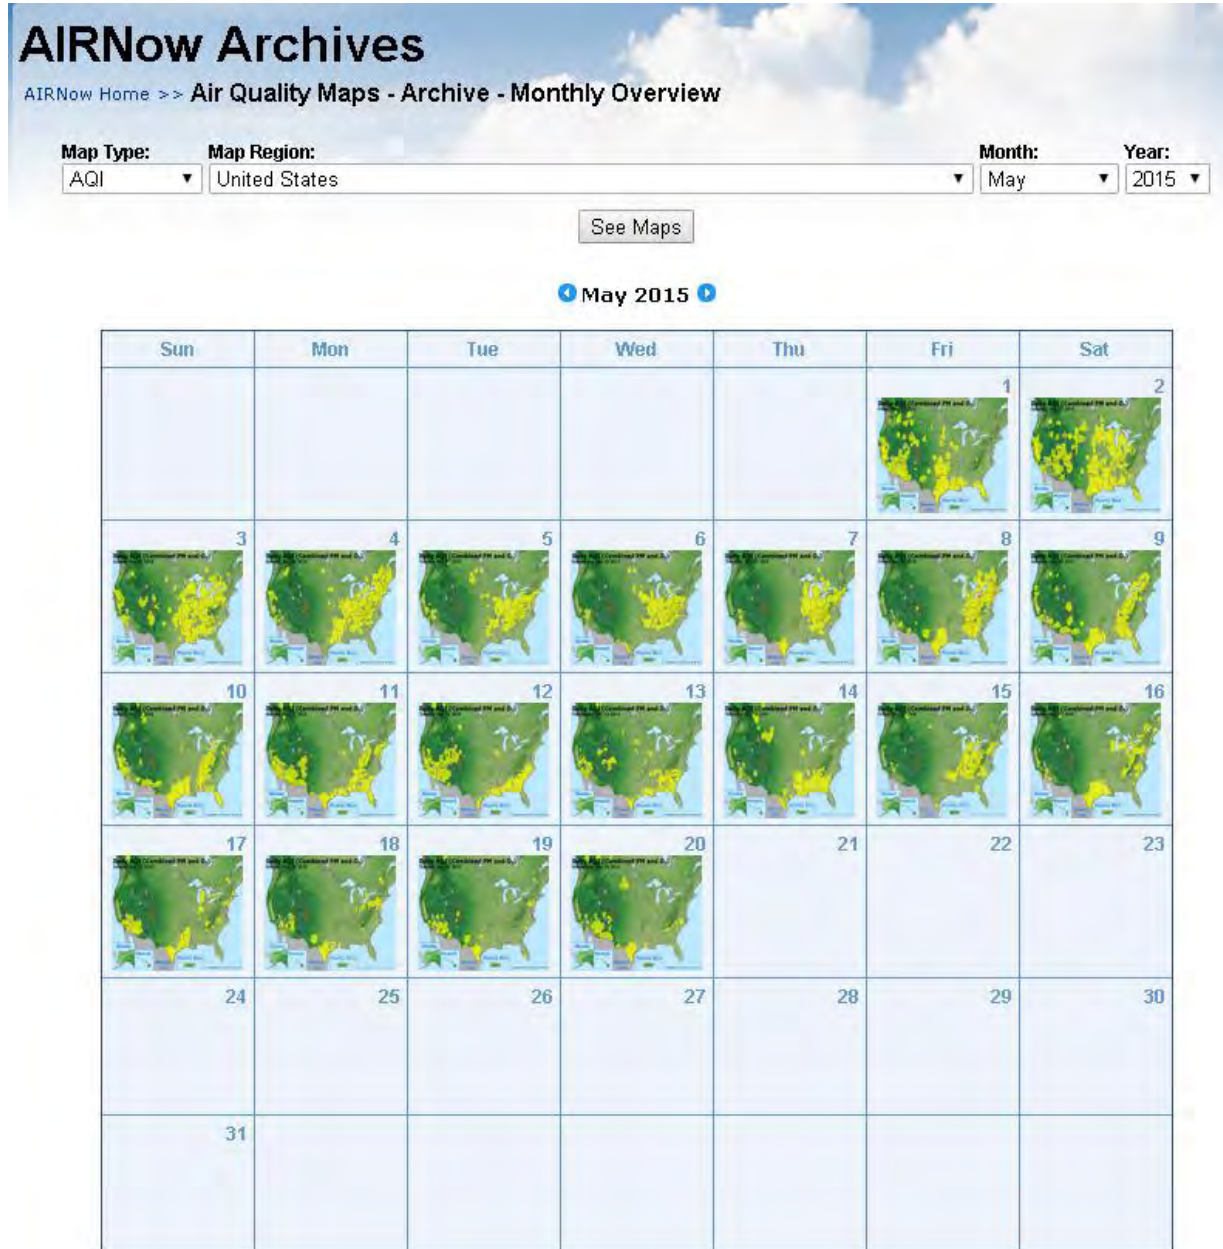 AIRNow Archives
AIRNow Home >> Air Quality Maps - Archive - Monthly Overview
Map Type: Map Region: Month: Year:
AQI United States May 2015
See Maps
May 2015
Sun Mon Tue Wed Thu Fri Sat
1 2
3 4 5 6 7 8 9
10 11 12 13 14 15 16
17 18 19 20 21 22 23
24 25 26 27 28 29 30
31